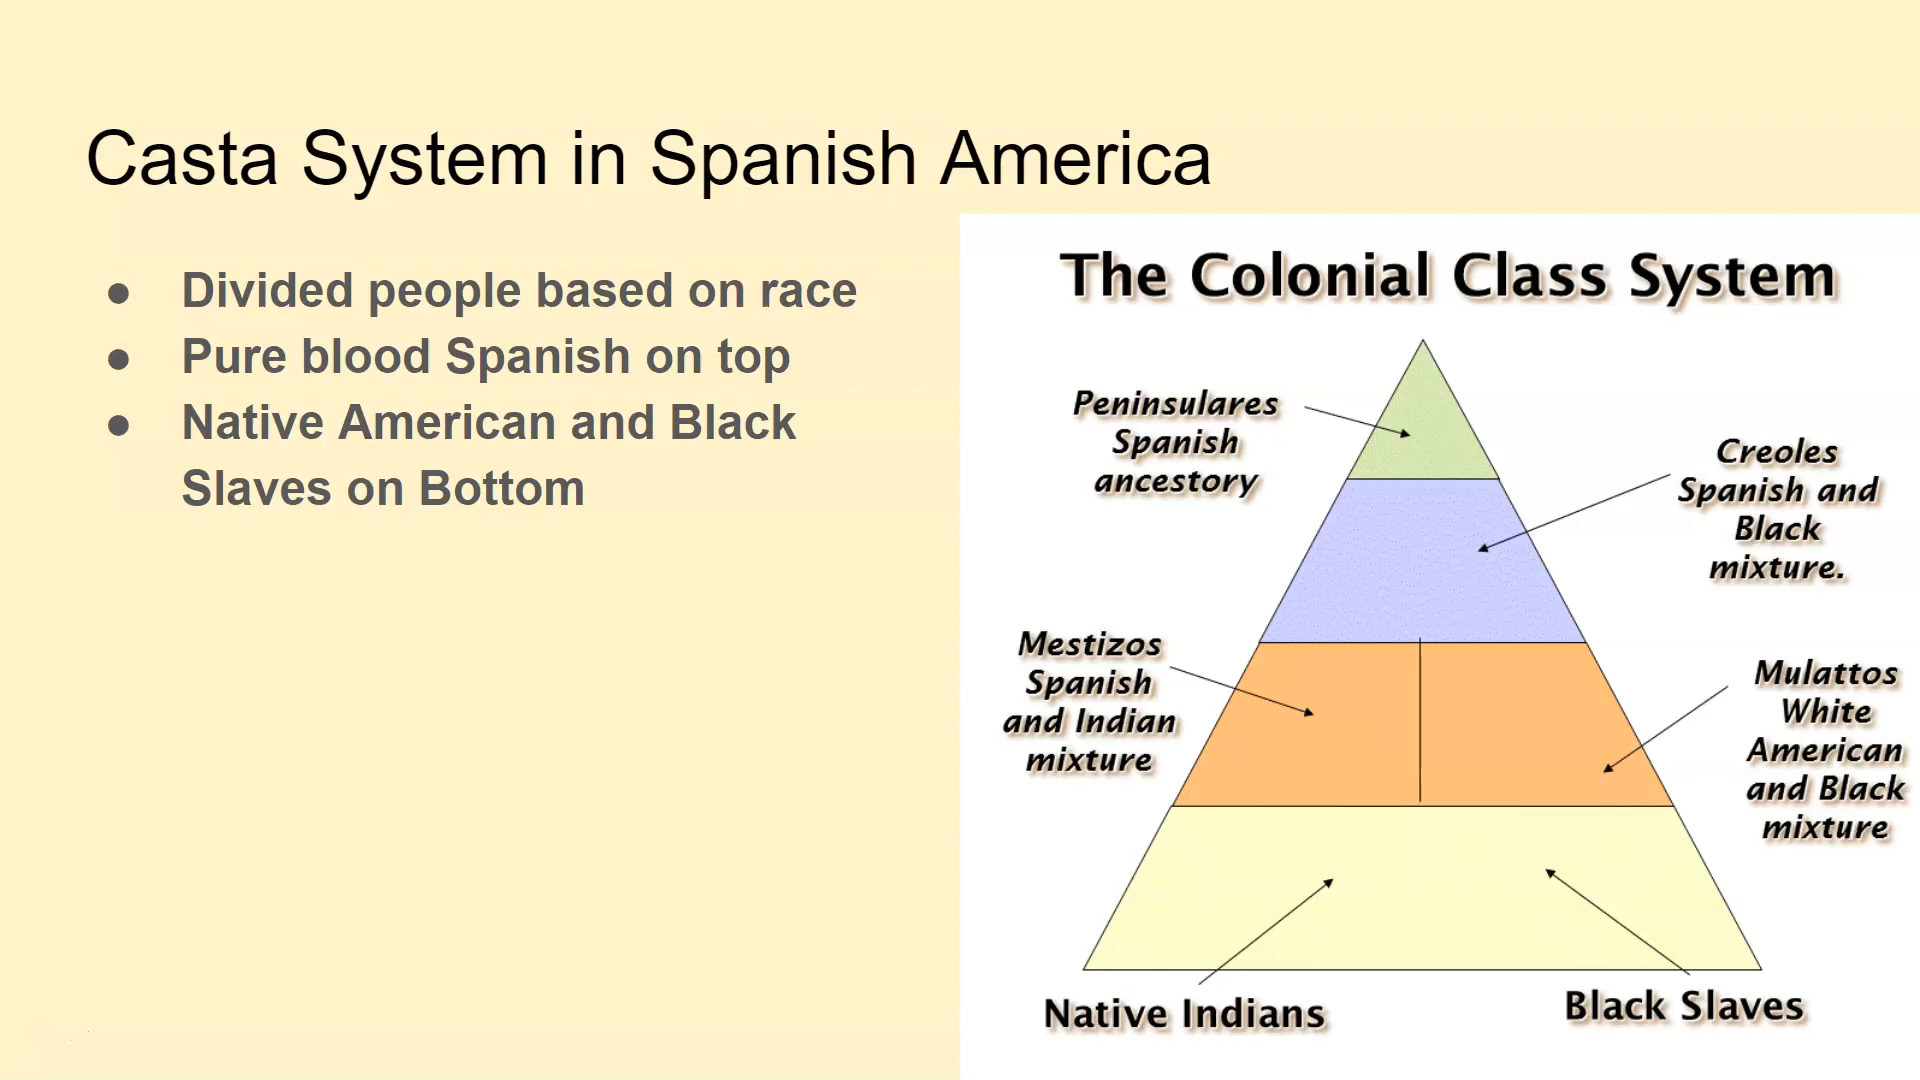 Casta System in Spanish America
● Divided people based on race
● Pure blood Spanish on top
● Native American and Black
Slaves on Bottom
The Colonial Class System
Peninsulares
Spanish
ancestory
Creoles
Spanish and
Black
mixture.
Mestizos
Spanish
and Indian
mixture
Mulattos
White
American
and Black
mixture
Native Indians
Black Slaves